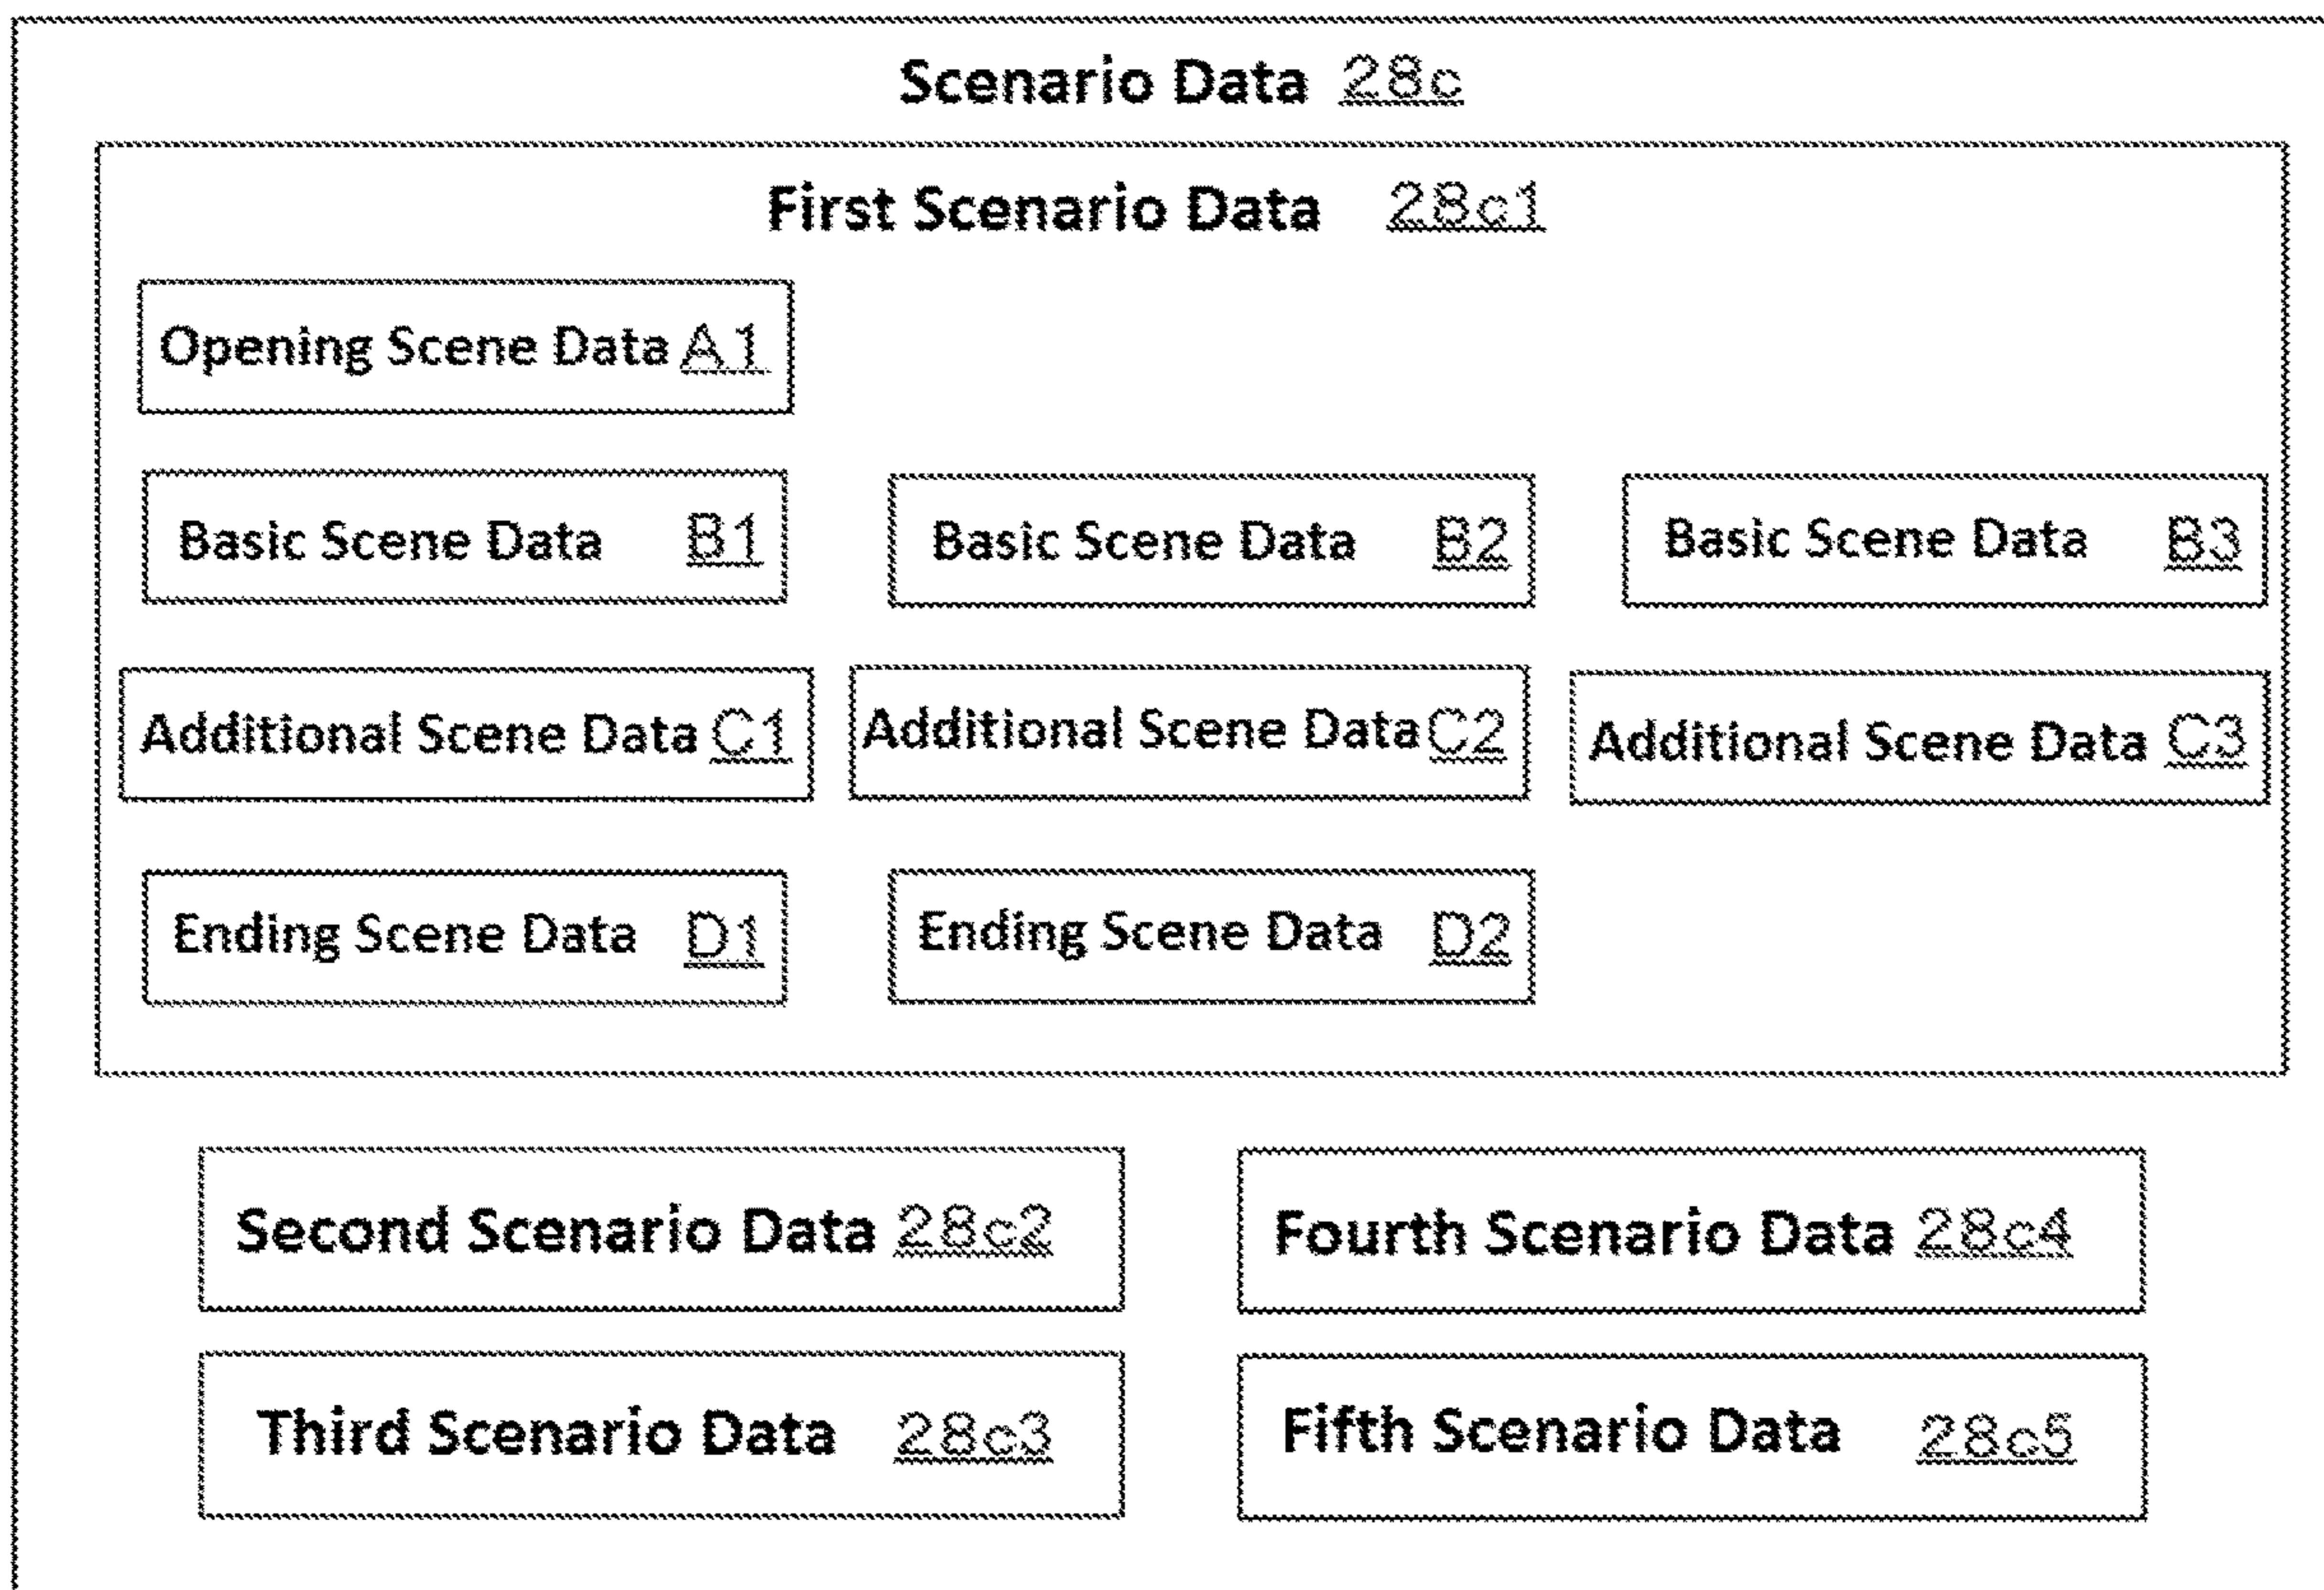 Scenario Data 28c
First Scenario Data 28c1
Opening Scene Data A1
Basic Scene Data B1 Basic Scene Data B2 Basic Scene Data B3
Additional Scene Data C1 Additional Scene Data C2 Additional Scene Data C3
Ending Scene Data D1 Ending Scene Data D2
Second Scenario Data 28c2 Fourth Scenario Data 28c4
Third Scenario Data 28c3 Fifth Scenario Data 28c5